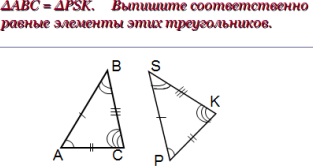 ΔABC = ΔPSK. Выпишите соответственно
равные элементы этих треугольников.
B S
K
A C P